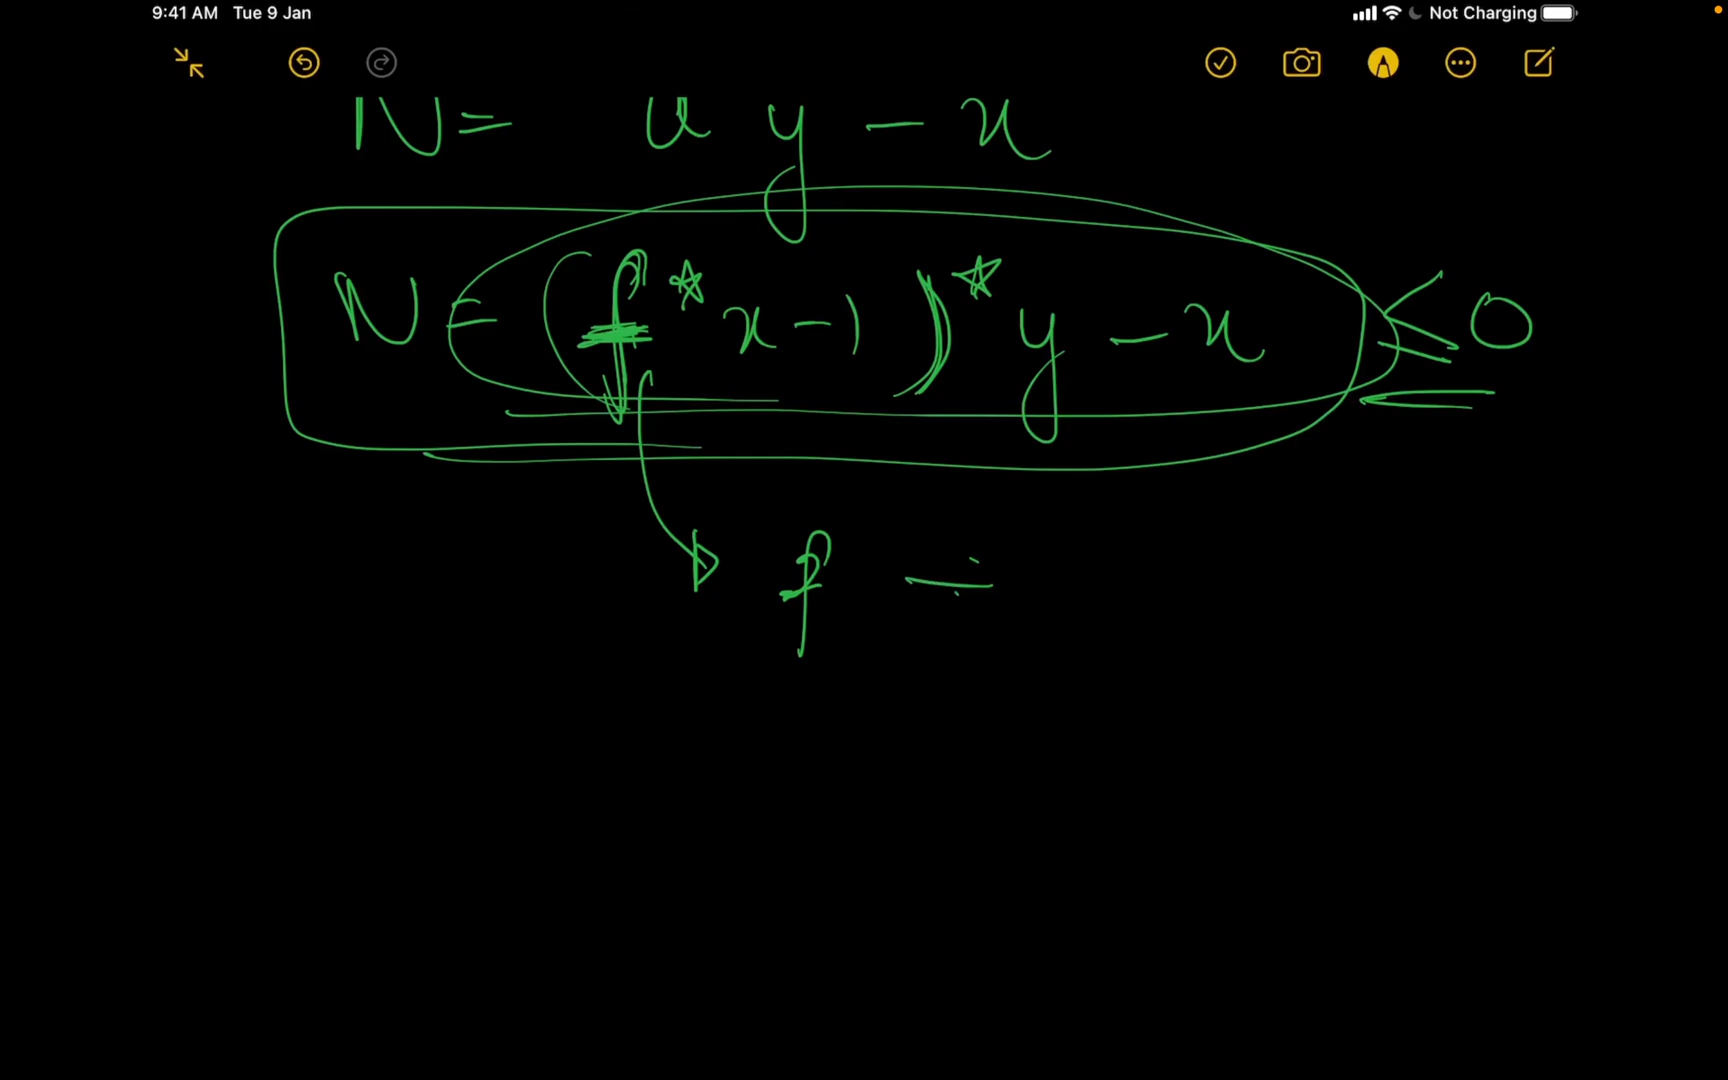 9:41 AM Tue 9 Jan
Not Charging
N = u y - x
N = (f * x - 1) * y - x ≤ 0
f ÷